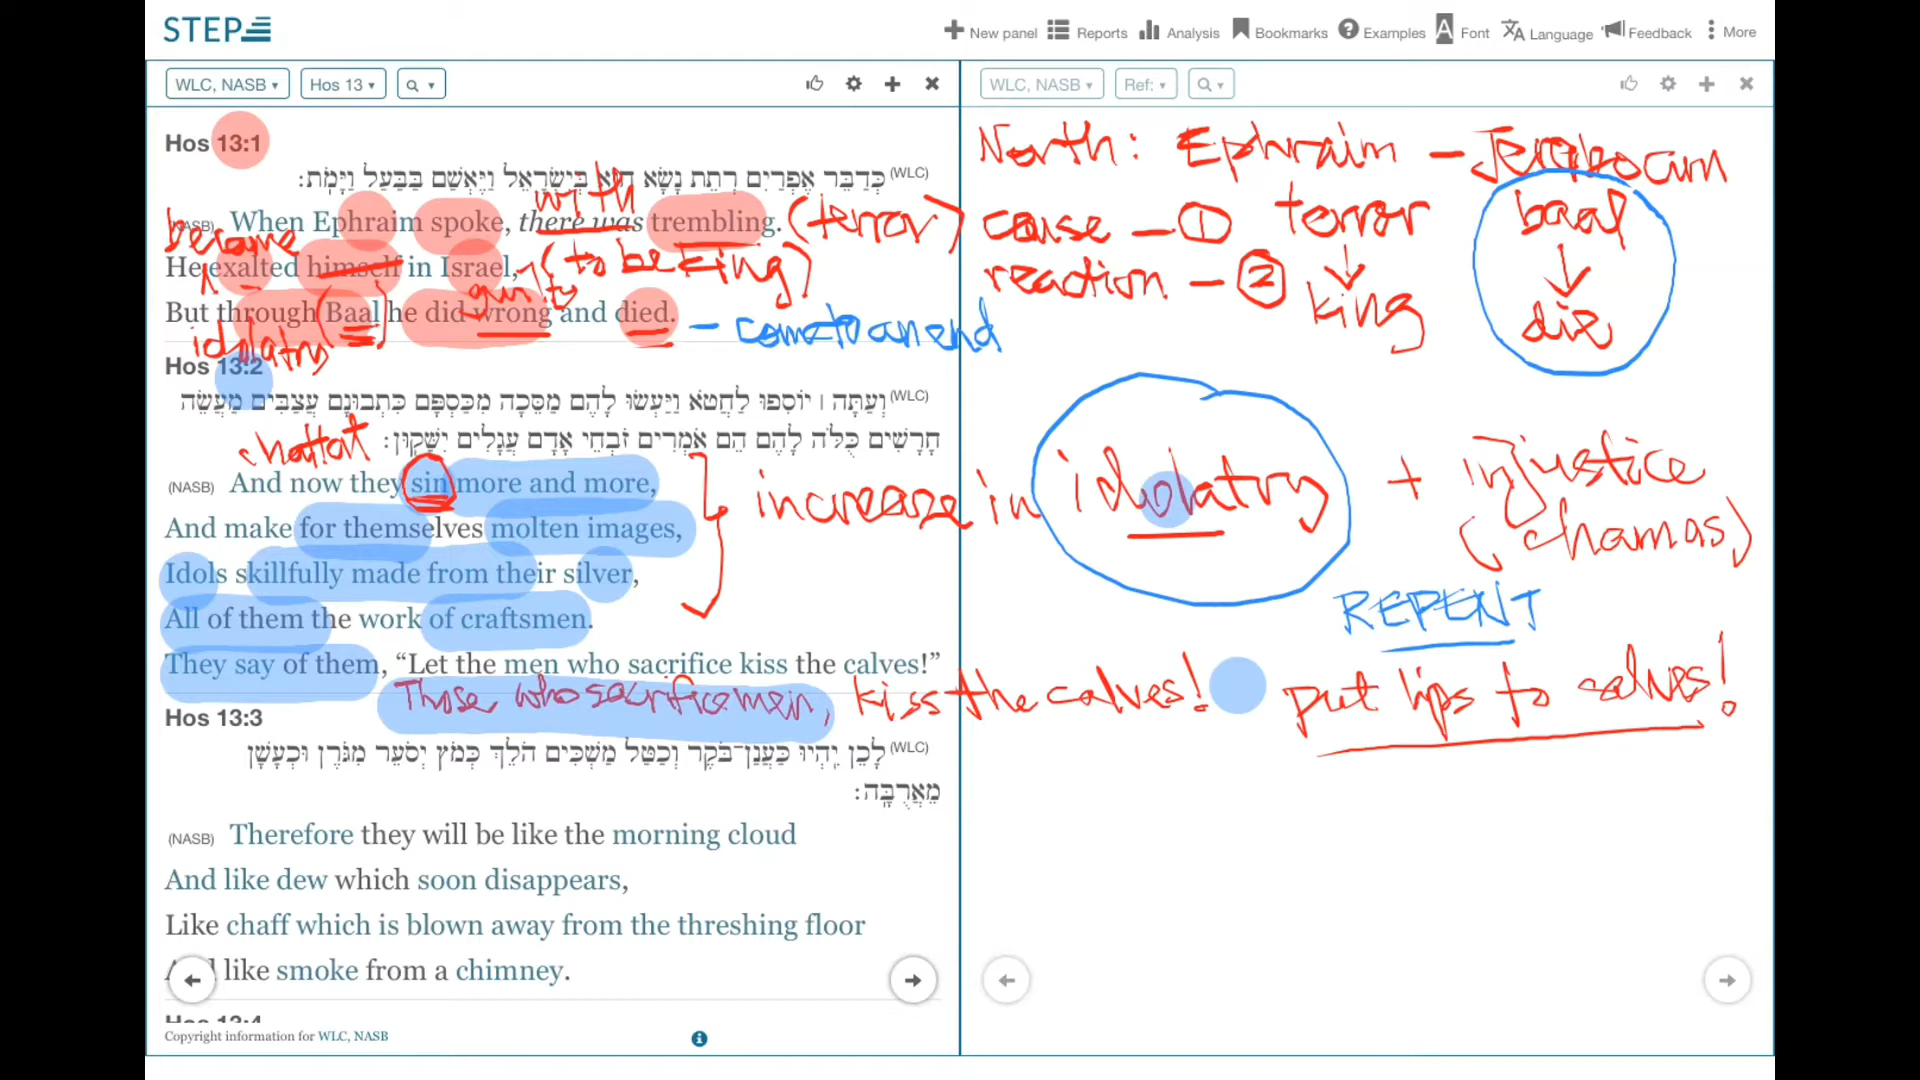 STEP
New panel Reports Analysis Bookmarks Examples A Font Language Feedback More
WLC, NASB Hos 13
WLC, NASB Ref:
Hos 13:1
(WLC) כְּדַבֵּר אֶפְרַיִם רְתֵת נָשָׂא הוּא בְּיִשְׂרָאֵל וַיֶּאְשַׁם בַּבַּעַל וַיָּמֹת׃
with
(NASB) When Ephraim spoke, there was trembling. (terror)
become
He exalted himself in Israel, (to be king)
guilty
But through Baal he did wrong and died. – come to an end
idolatry
Hos 13:2
(WLC) וְעַתָּה ׀ יוֹסִפוּ לַחֲטֹא וַיַּעְשׂוּ לָהֶם מַסֵּכָה מִכַּסְפָּם כִּתְבוּנָם עֲצַבִּים מַעֲשֵׂה
חָרָשִׁים כֻּלֹּה לָהֶם הֵם אֹמְרִים זֹבְחֵי אָדָם עֲגָלִים יִשָּׁקוּן׃
chattat
(NASB) And now they sin more and more,
And make for themselves molten images,
Idols skillfully made from their silver,
All of them the work of craftsmen.
They say of them, “Let the men who sacrifice kiss the calves!”
Those who sacrifice men, kiss the calves!
Hos 13:3
(WLC) לָכֵן יִהְיוּ כַּעֲנַן־בֹּקֶר וְכַטַּל מַשְׁכִּים הֹלֵךְ כְּמֹץ יְסֹעֵר מִגֹּרֶן וּכְעָשָׁן
מֵאֲרֻבָּה׃
(NASB) Therefore they will be like the morning cloud
And like dew which soon disappears,
Like chaff which is blown away from the threshing floor
like smoke from a chimney.
Hos 13:4
Copyright information for WLC, NASB
North: Ephraim – Jeroboam
cause – ① terror
baal
reaction – ② king
die
increase in idolatry + injustice
(chamas)
REPENT
put lips to calves!